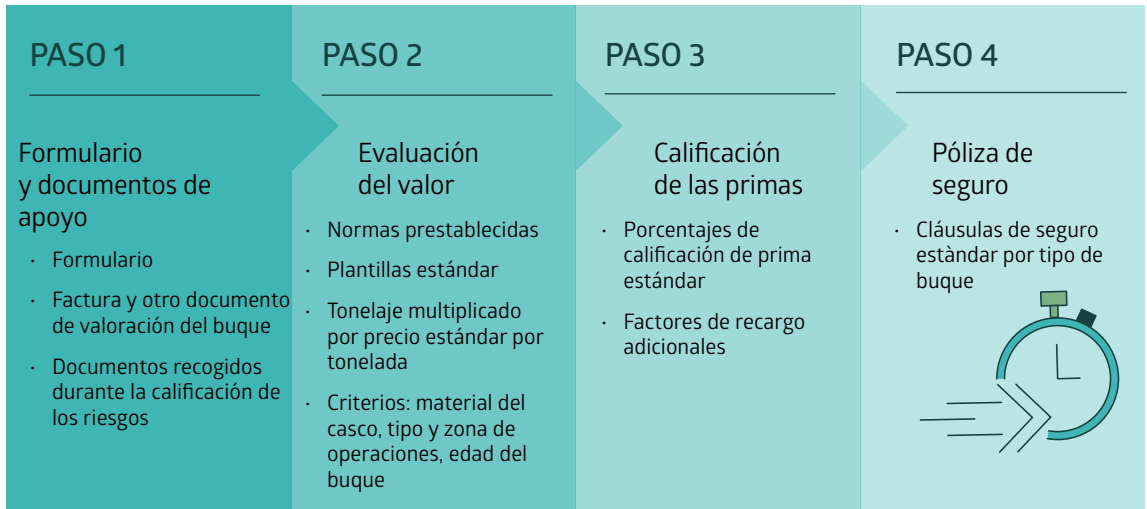 PASO 1
Formulario
y documentos de
apoyo
· Formulario
· Factura y otro documento
de valoración del buque
· Documentos recogidos
durante la calificación de
los riesgos
PASO 2
Evaluación
del valor
· Normas prestablecidas
· Plantillas estándar
· Tonelaje multiplicado
por precio estándar por
tonelada
· Criterios: material del
casco, tipo y zona de
operaciones, edad del
buque
PASO 3
Calificación
de las primas
· Porcentajes de
calificación de prima
estándar
· Factores de recargo
adicionales
PASO 4
Póliza de
seguro
· Cláusulas de seguro
estàndar por tipo de
buque